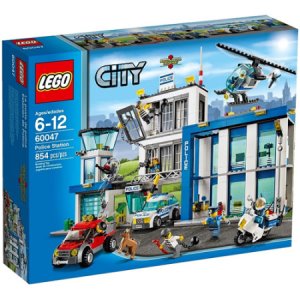 LEGO
CITY
Ages/edades
6-12
60047
Police Station
854 pcs/pzs
POLICE
POLICE